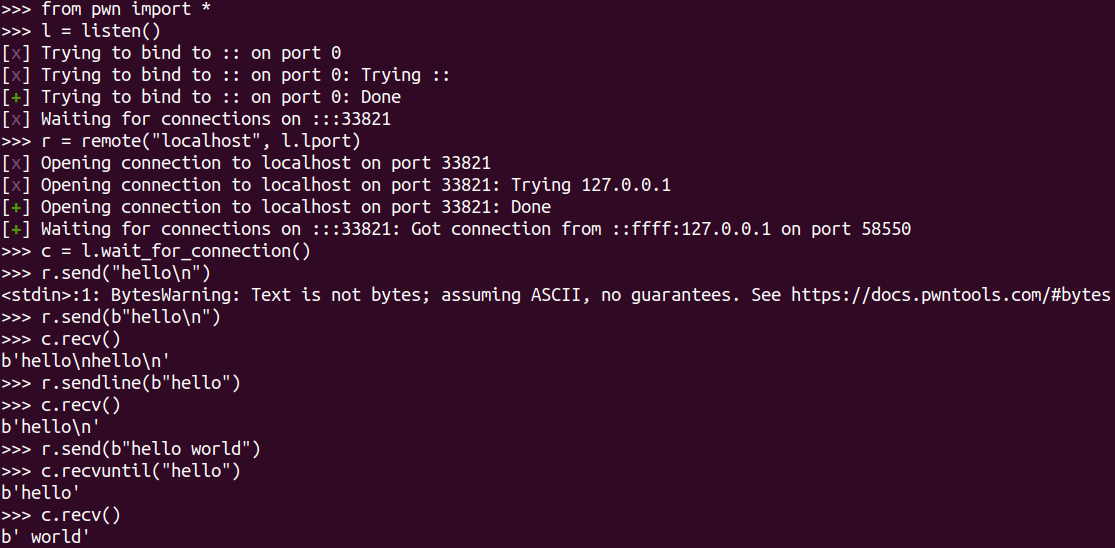 >>> from pwn import *
>>> l = listen()
[x] Trying to bind to :: on port 0
[x] Trying to bind to :: on port 0: Trying ::
[+] Trying to bind to :: on port 0: Done
[x] Waiting for connections on :::33821
>>> r = remote("localhost", l.lport)
[x] Opening connection to localhost on port 33821
[x] Opening connection to localhost on port 33821: Trying 127.0.0.1
[+] Opening connection to localhost on port 33821: Done
[+] Waiting for connections on :::33821: Got connection from ::ffff:127.0.0.1 on port 58550
>>> c = l.wait_for_connection()
>>> r.send("hello\n")
<stdin>:1: BytesWarning: Text is not bytes; assuming ASCII, no guarantees. See https://docs.pwntools.com/#bytes
>>> r.send(b"hello\n")
>>> c.recv()
b'hello\nhello\n'
>>> r.sendline(b"hello")
>>> c.recv()
b'hello\n'
>>> r.send(b"hello world")
>>> c.recvuntil("hello")
b'hello'
>>> c.recv()
b' world'